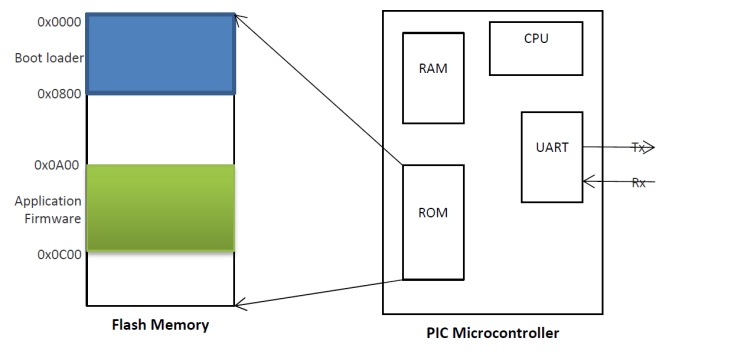 0x0000
Boot loader
0x0800
0x0A00
Application
Firmware
0x0C00
Flash Memory
RAM
CPU
UART
Tx
Rx
ROM
PIC Microcontroller